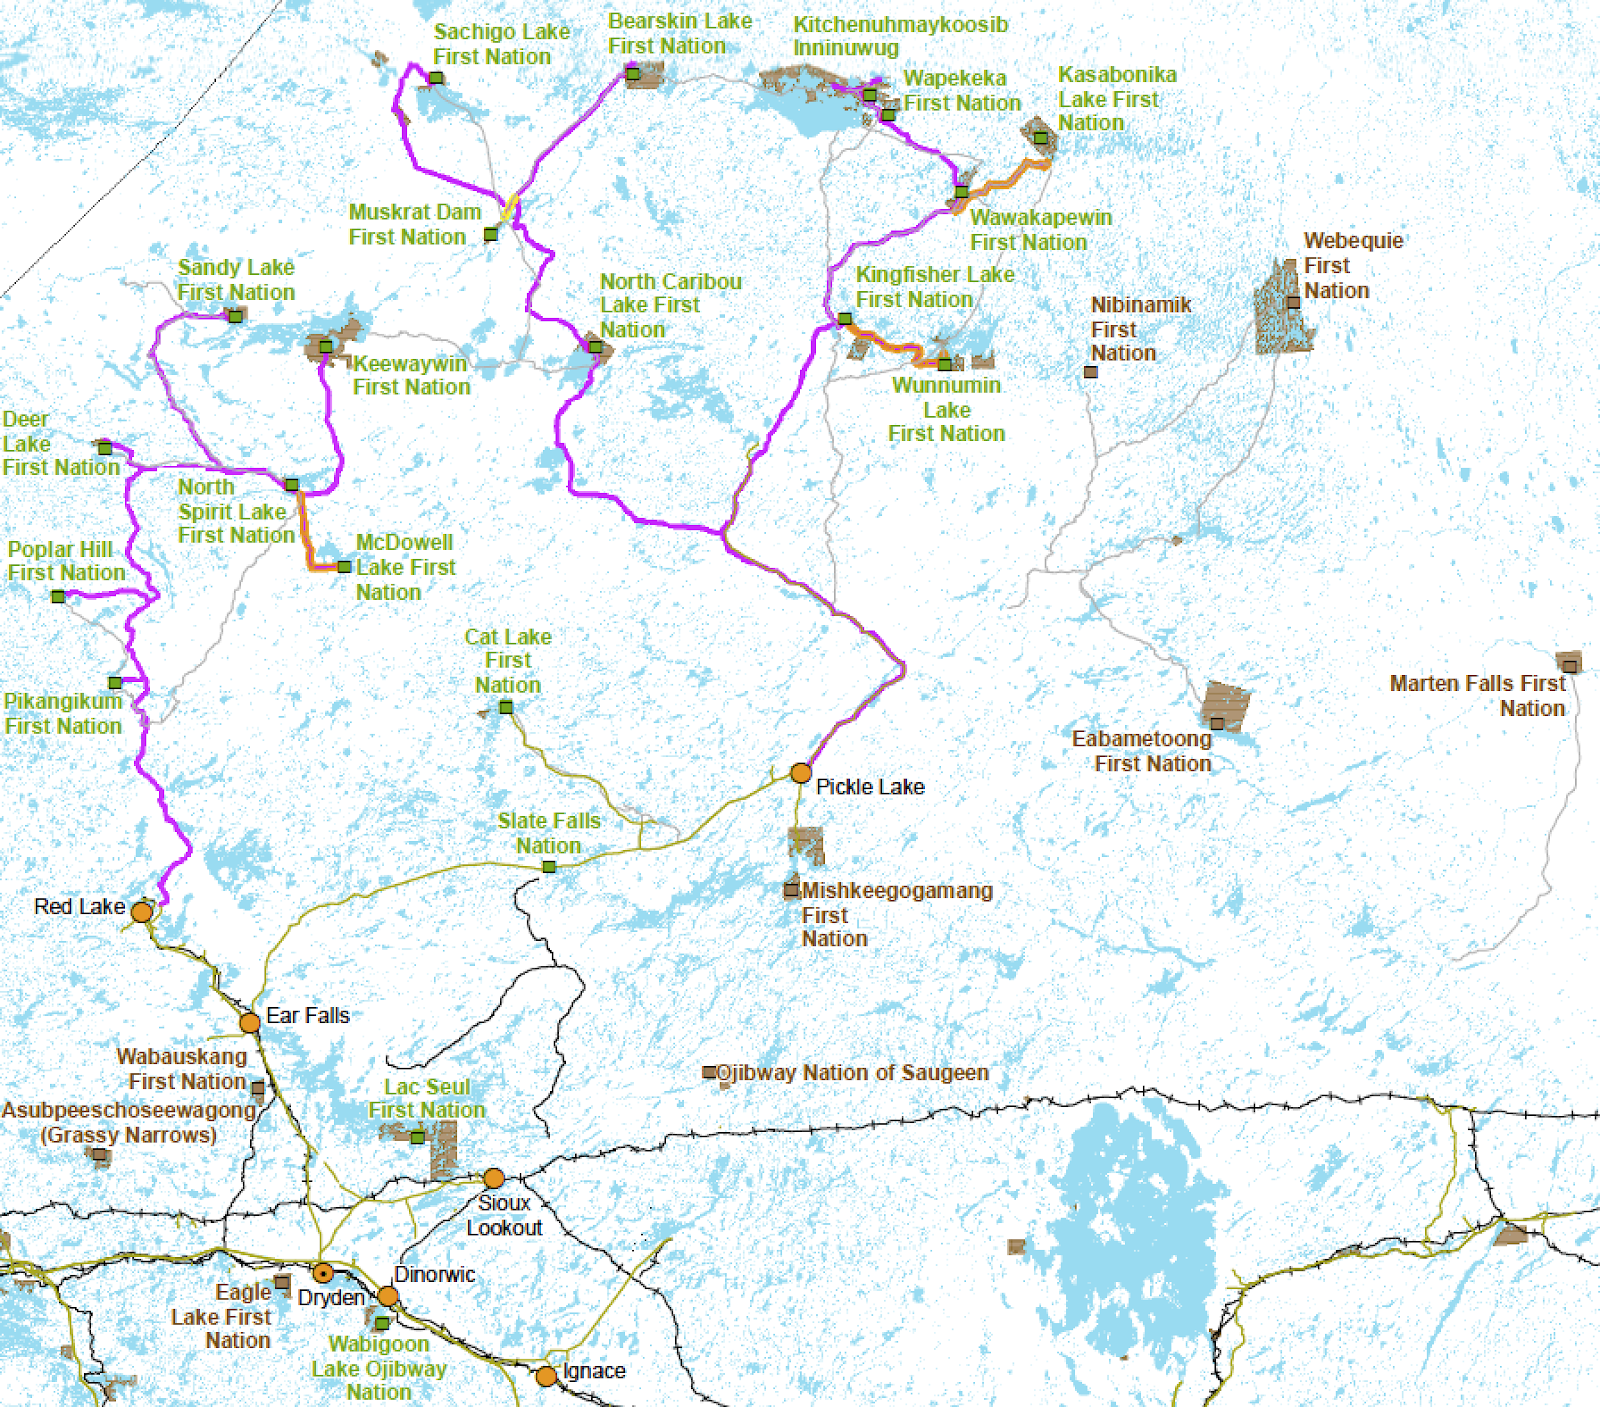 Sachigo Lake
First Nation
Bearskin Lake
First Nation
Kitchenuhmaykoosib
Inninuwug
Wapekeka
First Nation
Kasabonika
Lake First
Nation
Muskrat Dam
First Nation
Wawakapewin
First Nation
Webequie
First
Nation
Sandy Lake
First Nation
North Caribou
Lake First
Nation
Kingfisher Lake
First Nation
Nibinamik
First
Nation
Keewaywin
First Nation
Wunnumin
Lake
First Nation
Deer
Lake
First Nation
North
Spirit Lake
First Nation
McDowell
Lake First
Nation
Poplar Hill
First Nation
Cat Lake
First
Nation
Pikangikum
First Nation
Marten Falls First
Nation
Eabametoong
First Nation
Pickle Lake
Slate Falls
Nation
Mishkeegogamang
First
Nation
Red Lake
Ear Falls
Wabauskang
First Nation
Lac Seul
First Nation
Ojibway Nation of Saugeen
Asubpeeschoseewagong
(Grassy Narrows)
Sioux
Lookout
Dinorwic
Dryden
Eagle
Lake First
Nation
Wabigoon
Lake Ojibway
Nation
Ignace